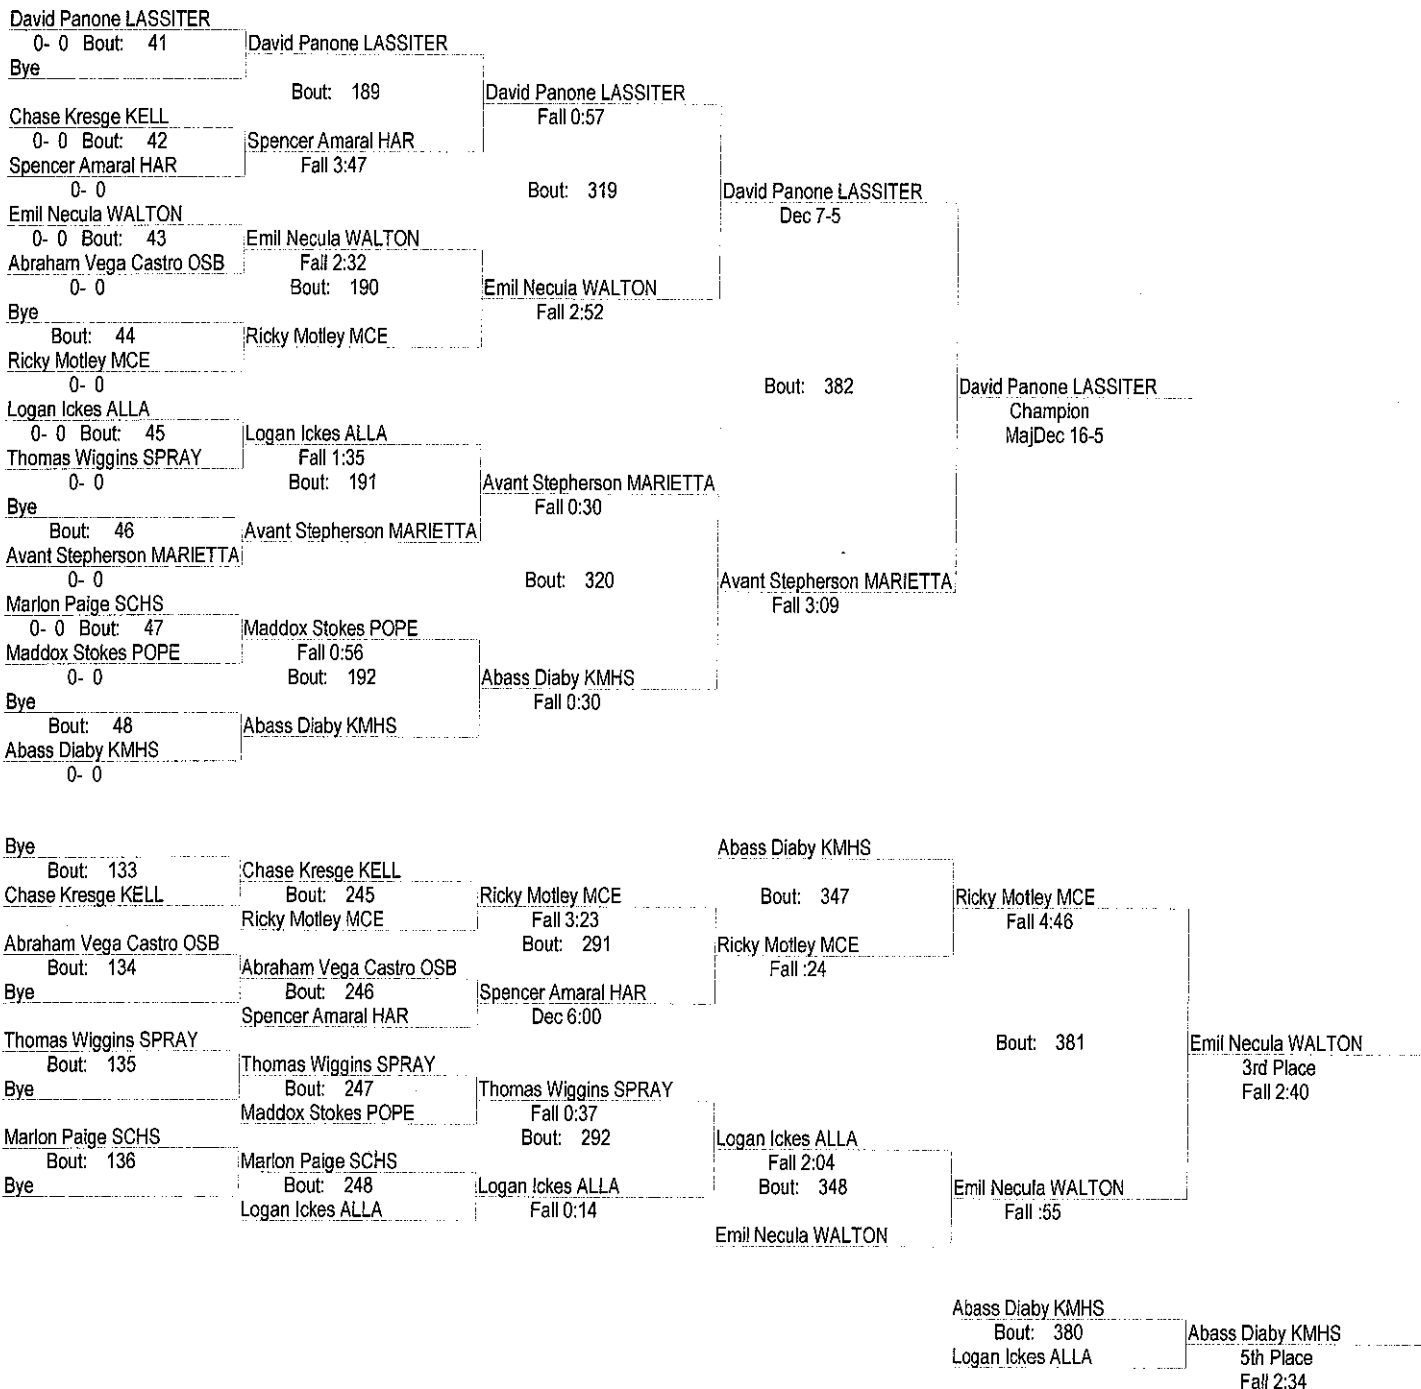 David Panone LASSITER
0- 0 Bout: 41
Bye
David Panone LASSITER
Bout: 189
David Panone LASSITER
Fall 0:57
Chase Kresge KELL
0- 0 Bout: 42
Spencer Amaral HAR
0- 0
Spencer Amaral HAR
Fall 3:47
Bout: 319
David Panone LASSITER
Dec 7-5
Emil Necula WALTON
0- 0 Bout: 43
Abraham Vega Castro OSB
0- 0
Emil Necula WALTON
Fall 2:32
Bout: 190
Emil Necula WALTON
Fall 2:52
Bye
Bout: 44
Ricky Motley MCE
0- 0
Ricky Motley MCE
Bout: 382
David Panone LASSITER
Champion
MajDec 16-5
Logan Ickes ALLA
0- 0 Bout: 45
Thomas Wiggins SPRAY
0- 0
Logan Ickes ALLA
Fall 1:35
Bout: 191
Avant Stepherson MARIETTA
Fall 0:30
Bye
Bout: 46
Avant Stepherson MARIETTA
0- 0
Avant Stepherson MARIETTA
Bout: 320
Avant Stepherson MARIETTA
Fall 3:09
Marlon Paige SCHS
0- 0 Bout: 47
Maddox Stokes POPE
0- 0
Maddox Stokes POPE
Fall 0:56
Bout: 192
Abass Diaby KMHS
Fall 0:30
Bye
Bout: 48
Abass Diaby KMHS
0- 0
Abass Diaby KMHS
Bye
Bout: 133
Chase Kresge KELL
Chase Kresge KELL
Bout: 245
Ricky Motley MCE
Ricky Motley MCE
Fall 3:23
Bout: 291
Abass Diaby KMHS
Bout: 347
Ricky Motley MCE
Fall :24
Ricky Motley MCE
Fall 4:46
Abraham Vega Castro OSB
Bout: 134
Bye
Abraham Vega Castro OSB
Bout: 246
Spencer Amaral HAR
Spencer Amaral HAR
Dec 6:00
Bout: 381
Emil Necula WALTON
3rd Place
Fall 2:40
Thomas Wiggins SPRAY
Bout: 135
Bye
Thomas Wiggins SPRAY
Bout: 247
Maddox Stokes POPE
Thomas Wiggins SPRAY
Fall 0:37
Bout: 292
Marlon Paige SCHS
Bout: 136
Bye
Marlon Paige SCHS
Bout: 248
Logan Ickes ALLA
Logan Ickes ALLA
Fall 0:14
Logan Ickes ALLA
Fall 2:04
Bout: 348
Emil Necula WALTON
Emil Necula WALTON
Fall :55
Abass Diaby KMHS
Bout: 380
Logan Ickes ALLA
Abass Diaby KMHS
5th Place
Fall 2:34